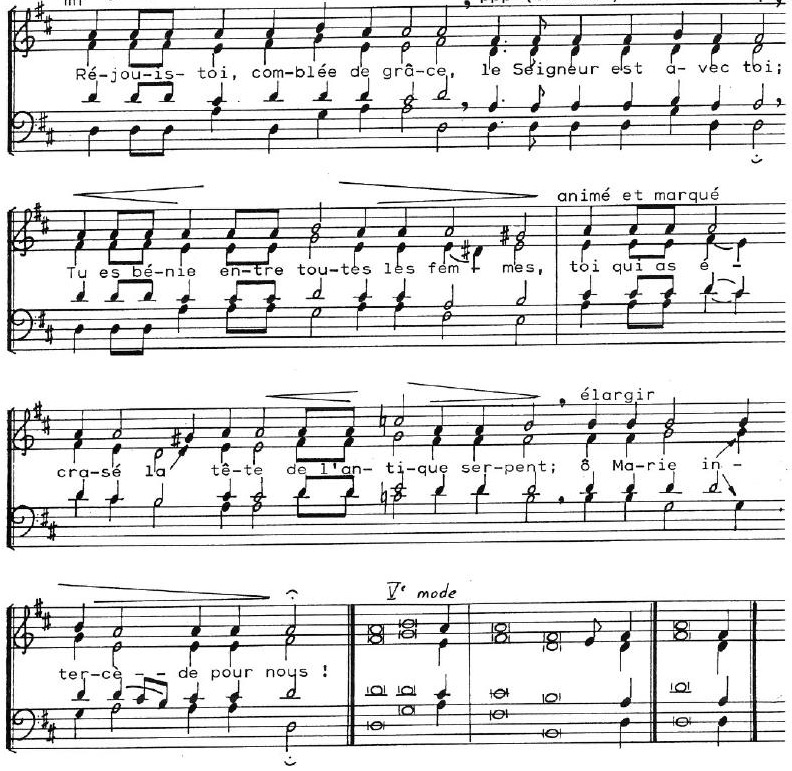 Ré-jou-is- toi, com-blée de grâ-ce, le Seigneur est a- vec toi;
animé et marqué
Tu es bé-nie en-tre tou-tes les fem - mes, toi qui as é -
élargir
cra-sé la tê-te de l'an- ti-que ser-pent; ô Ma-rie in -
Vᵉ mode
ter-cè - - de pour nous !